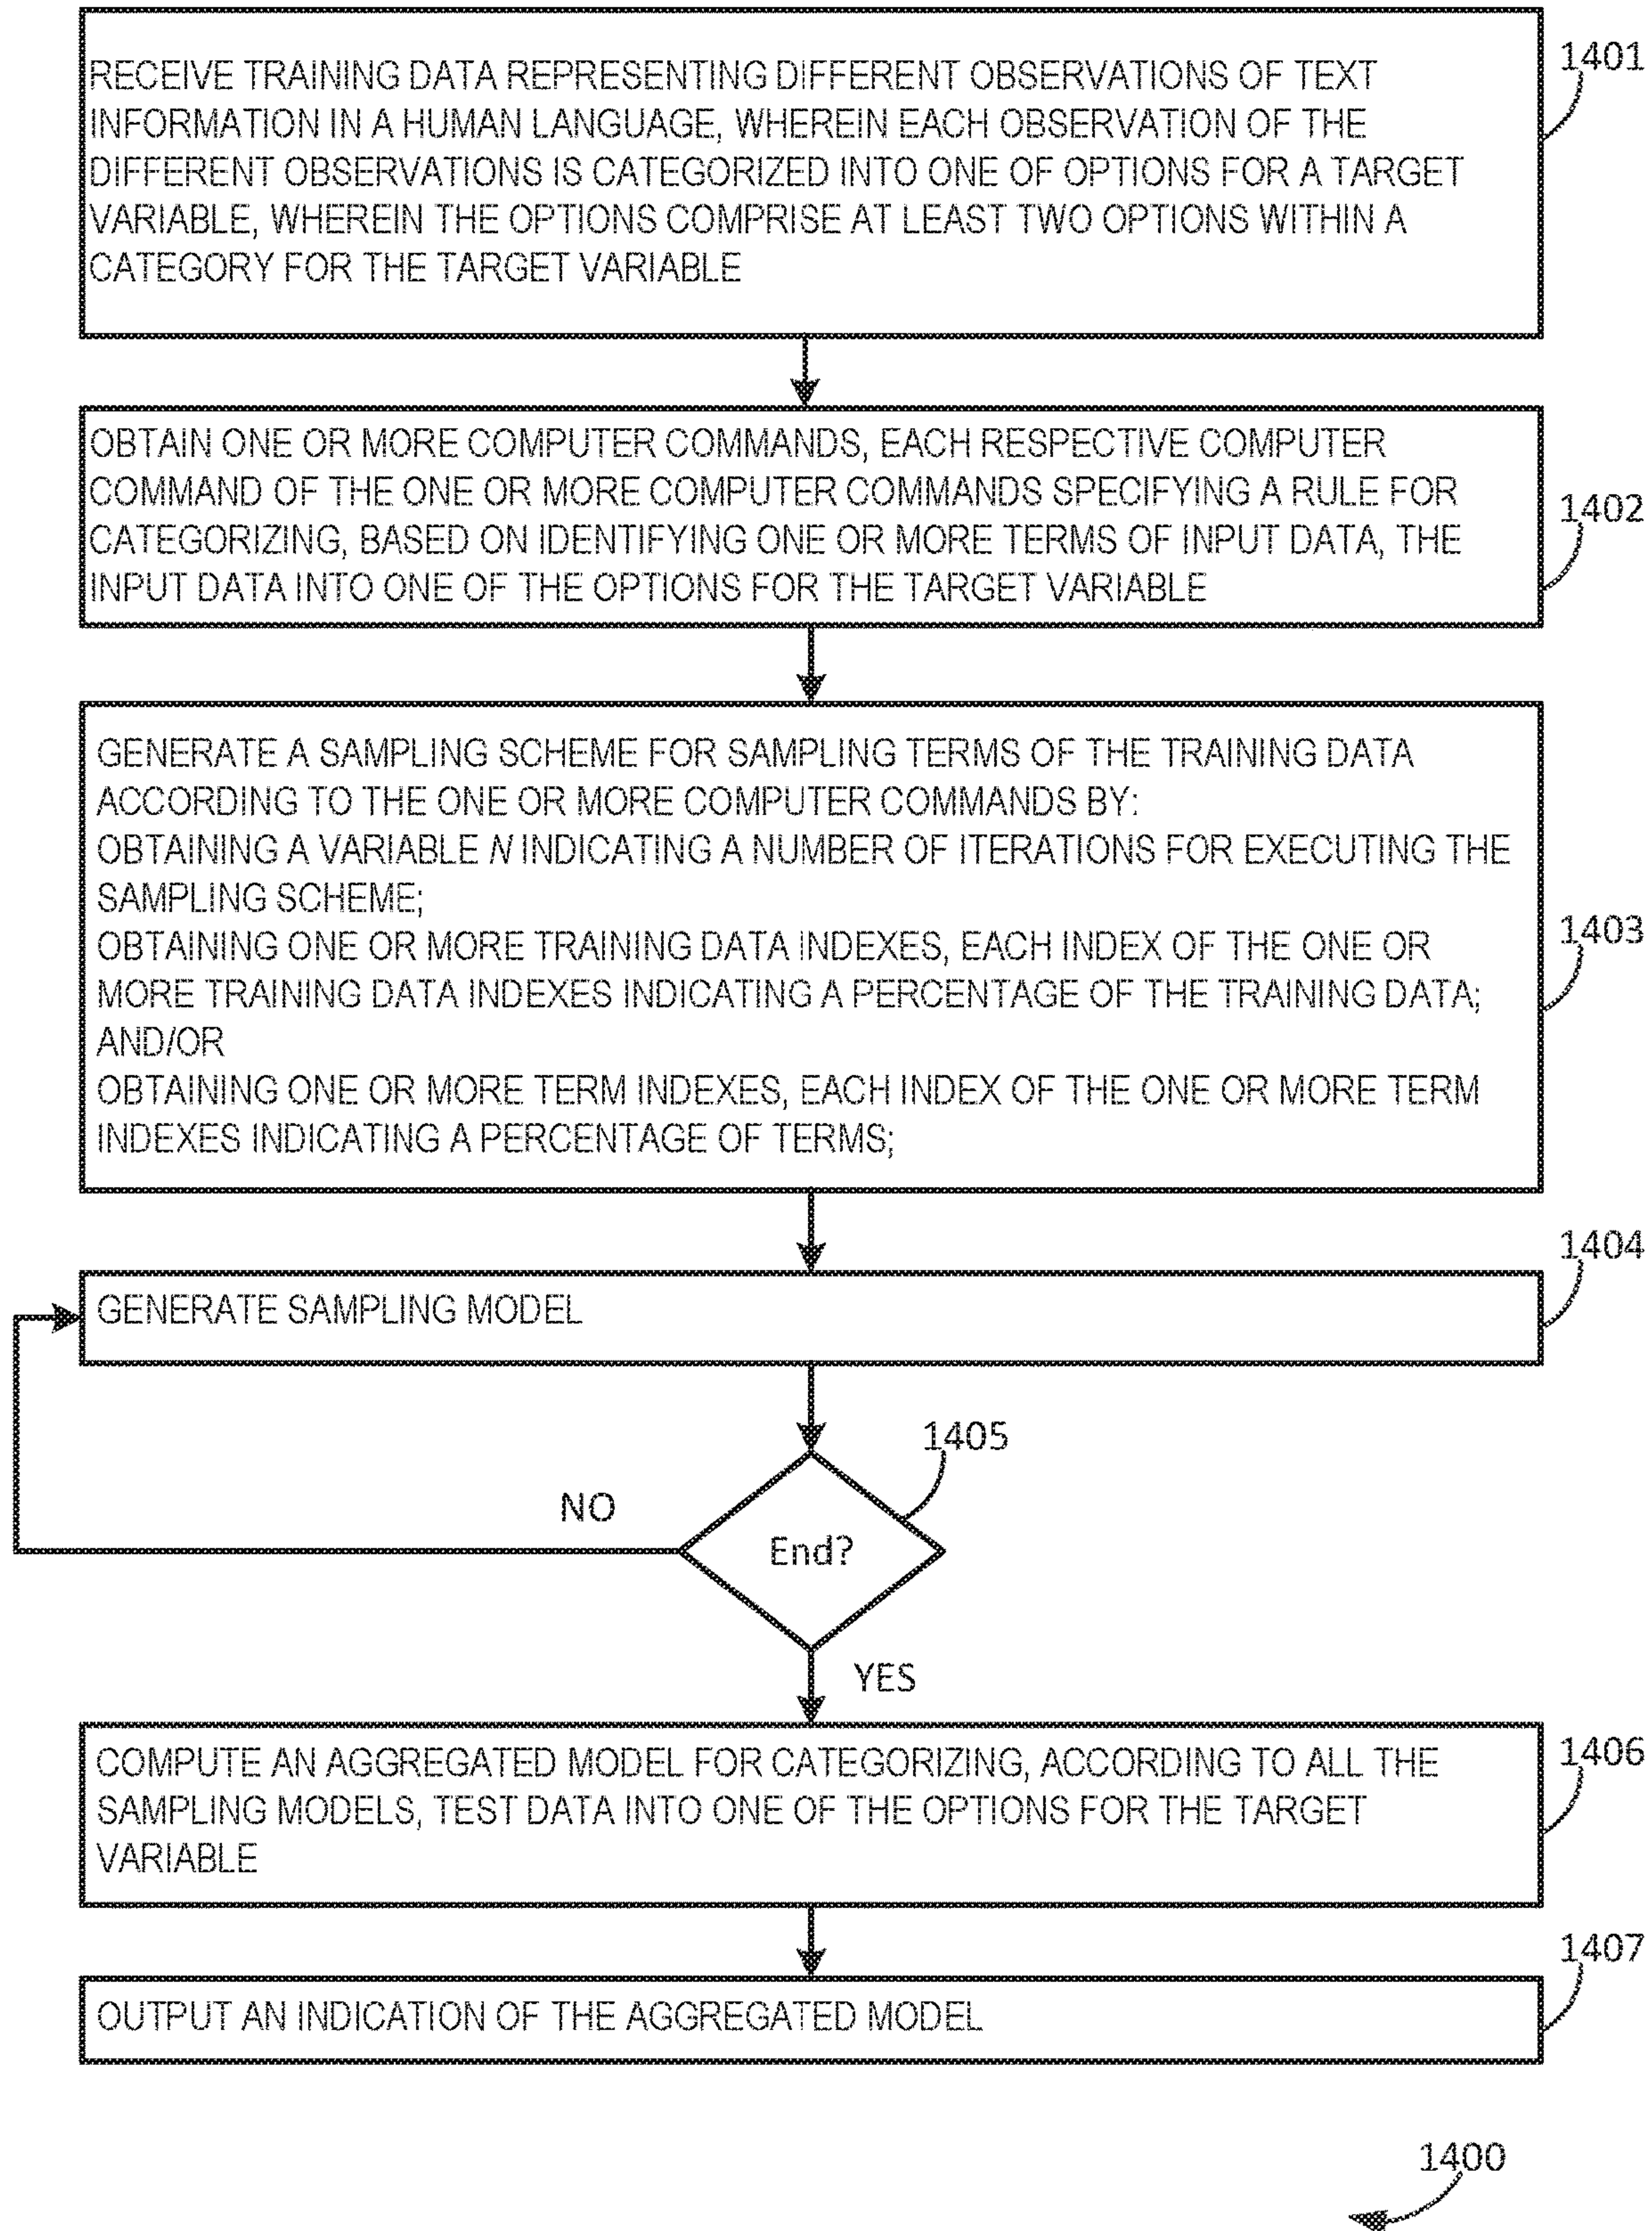 RECEIVE TRAINING DATA REPRESENTING DIFFERENT OBSERVATIONS OF TEXT
INFORMATION IN A HUMAN LANGUAGE, WHEREIN EACH OBSERVATION OF THE
DIFFERENT OBSERVATIONS IS CATEGORIZED INTO ONE OF OPTIONS FOR A TARGET
VARIABLE, WHEREIN THE OPTIONS COMPRISE AT LEAST TWO OPTIONS WITHIN A
CATEGORY FOR THE TARGET VARIABLE
1401
OBTAIN ONE OR MORE COMPUTER COMMANDS, EACH RESPECTIVE COMPUTER
COMMAND OF THE ONE OR MORE COMPUTER COMMANDS SPECIFYING A RULE FOR
CATEGORIZING, BASED ON IDENTIFYING ONE OR MORE TERMS OF INPUT DATA, THE
INPUT DATA INTO ONE OF THE OPTIONS FOR THE TARGET VARIABLE
1402
GENERATE A SAMPLING SCHEME FOR SAMPLING TERMS OF THE TRAINING DATA
ACCORDING TO THE ONE OR MORE COMPUTER COMMANDS BY:
OBTAINING A VARIABLE N INDICATING A NUMBER OF ITERATIONS FOR EXECUTING THE
SAMPLING SCHEME;
OBTAINING ONE OR MORE TRAINING DATA INDEXES, EACH INDEX OF THE ONE OR
MORE TRAINING DATA INDEXES INDICATING A PERCENTAGE OF THE TRAINING DATA;
AND/OR
OBTAINING ONE OR MORE TERM INDEXES, EACH INDEX OF THE ONE OR MORE TERM
INDEXES INDICATING A PERCENTAGE OF TERMS;
1403
GENERATE SAMPLING MODEL
1404
1405
NO
End?
YES
COMPUTE AN AGGREGATED MODEL FOR CATEGORIZING, ACCORDING TO ALL THE
SAMPLING MODELS, TEST DATA INTO ONE OF THE OPTIONS FOR THE TARGET
VARIABLE
1406
OUTPUT AN INDICATION OF THE AGGREGATED MODEL
1407
1400